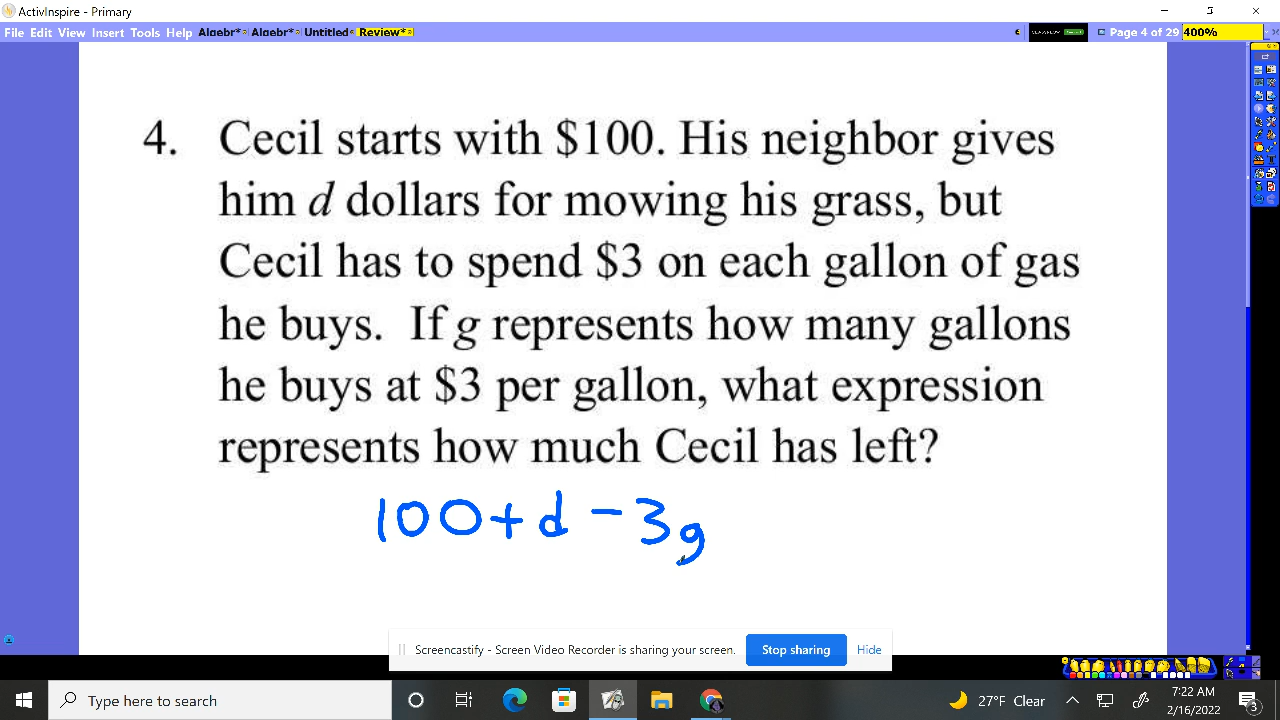 ActivInspire - Primary
File Edit View Insert Tools Help Algebr* Algebr* Untitled Review* Page 4 of 29 400%
4. Cecil starts with $100. His neighbor gives
him d dollars for mowing his grass, but
Cecil has to spend $3 on each gallon of gas
he buys. If g represents how many gallons
he buys at $3 per gallon, what expression
represents how much Cecil has left?
100+d-3g
Screencastify - Screen Video Recorder is sharing your screen. Stop sharing Hide
Type here to search
27°F Clear
7:22 AM
2/16/2022
3